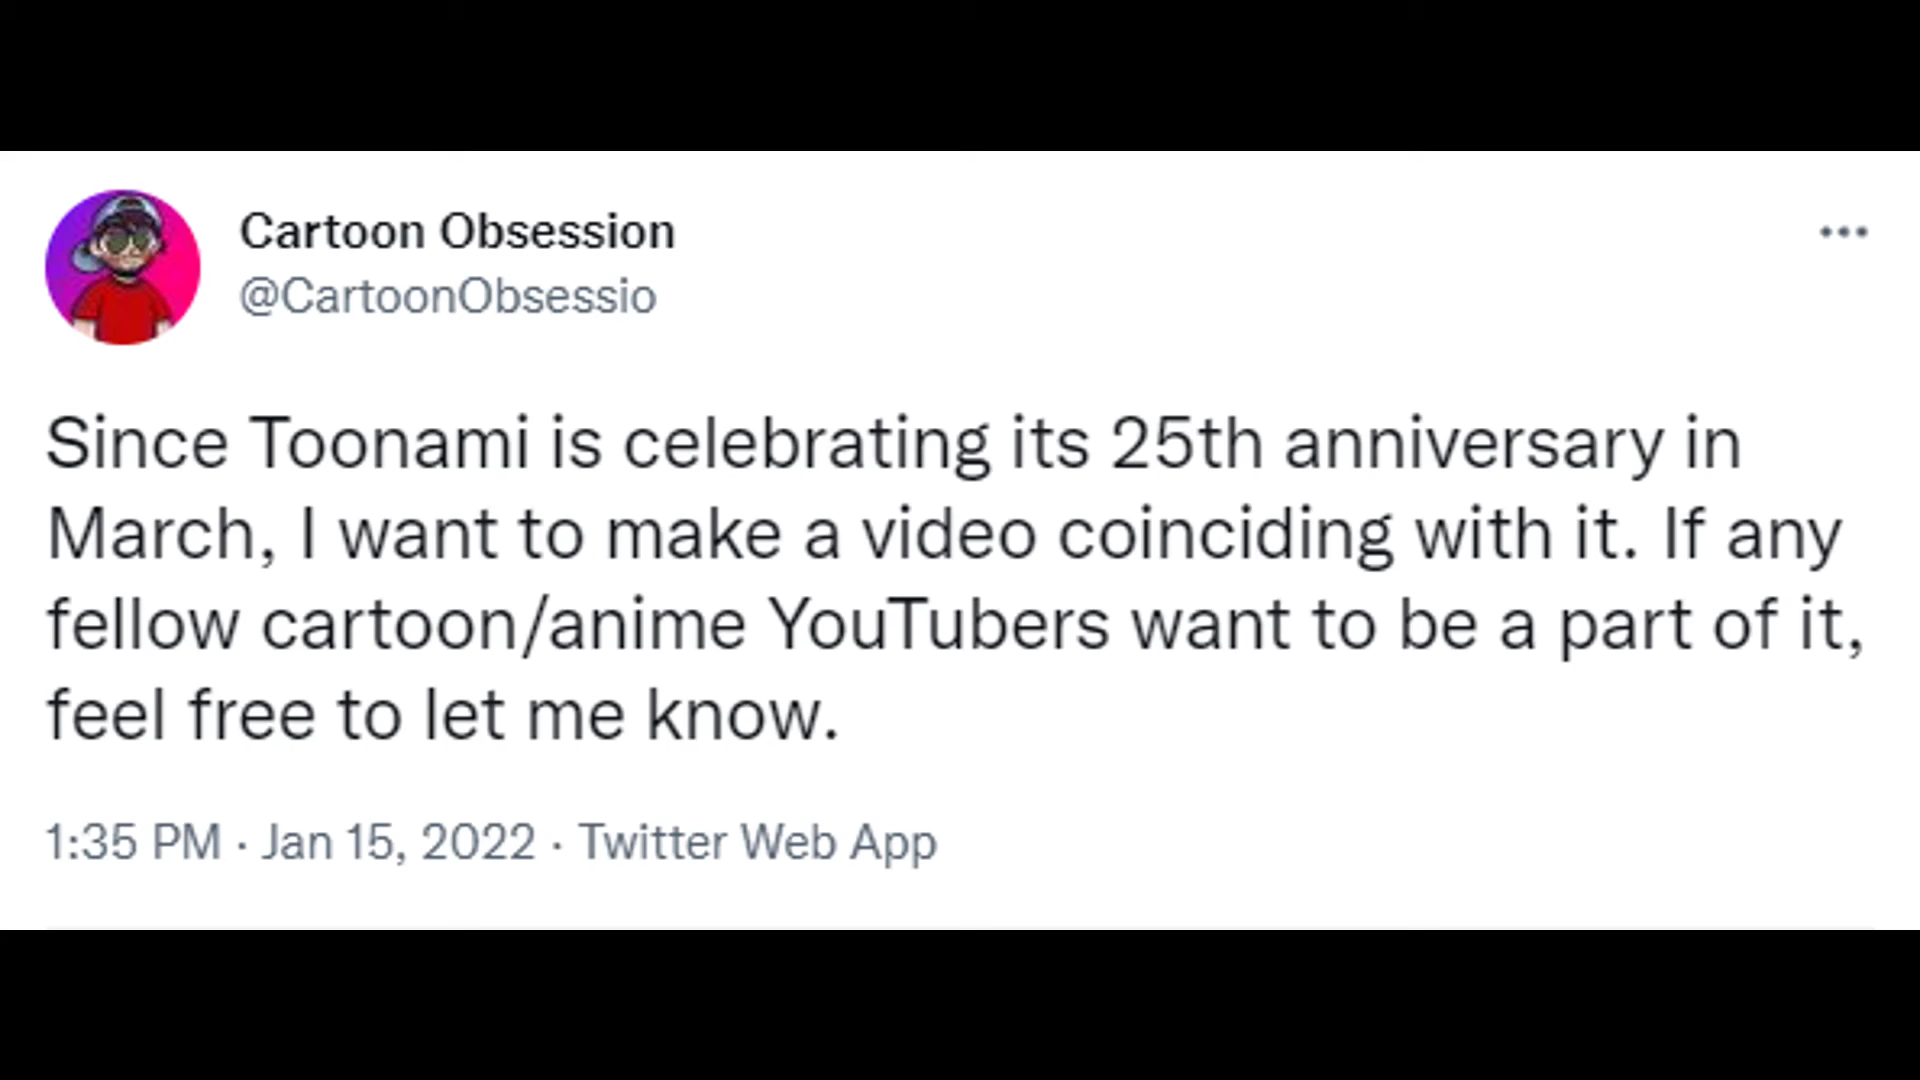 Cartoon Obsession
@CartoonObsessio
Since Toonami is celebrating its 25th anniversary in
March, I want to make a video coinciding with it. If any
fellow cartoon/anime YouTubers want to be a part of it,
feel free to let me know.
1:35 PM · Jan 15, 2022 · Twitter Web App